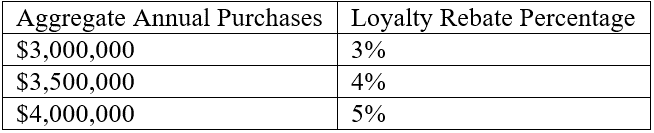 Aggregate Annual Purchases Loyalty Rebate Percentage
$3,000,000 3%
$3,500,000 4%
$4,000,000 5%